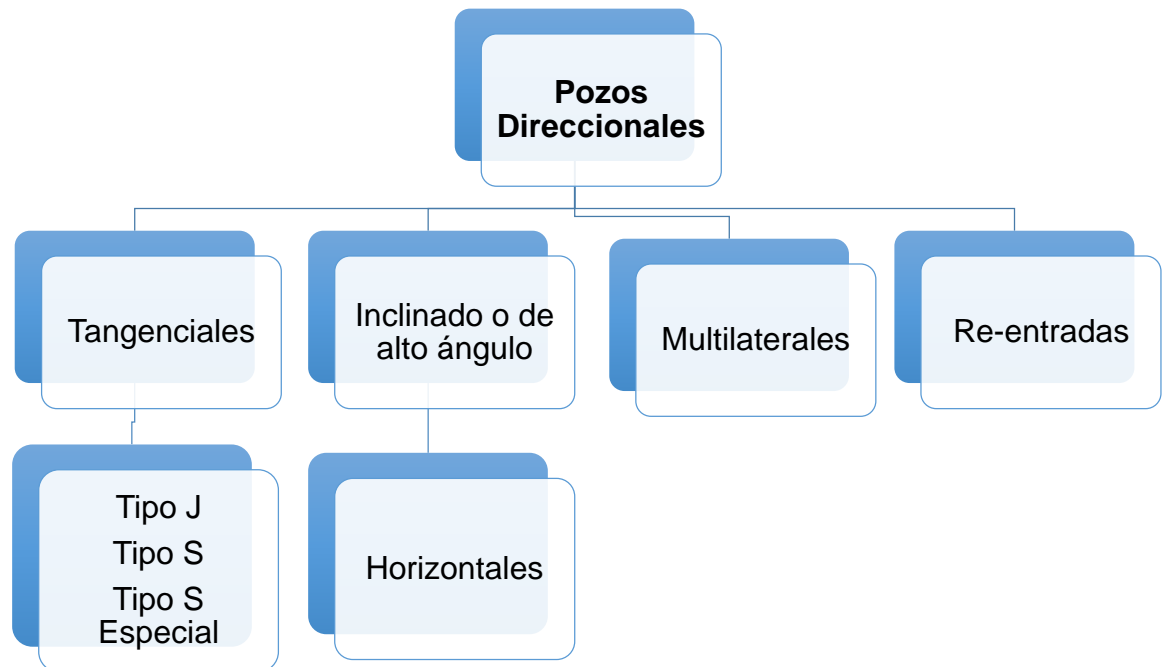 Pozos
Direccionales
Tangenciales
Inclinado o de
alto ángulo
Multilaterales
Re-entradas
Tipo J
Tipo S
Tipo S
Especial
Horizontales